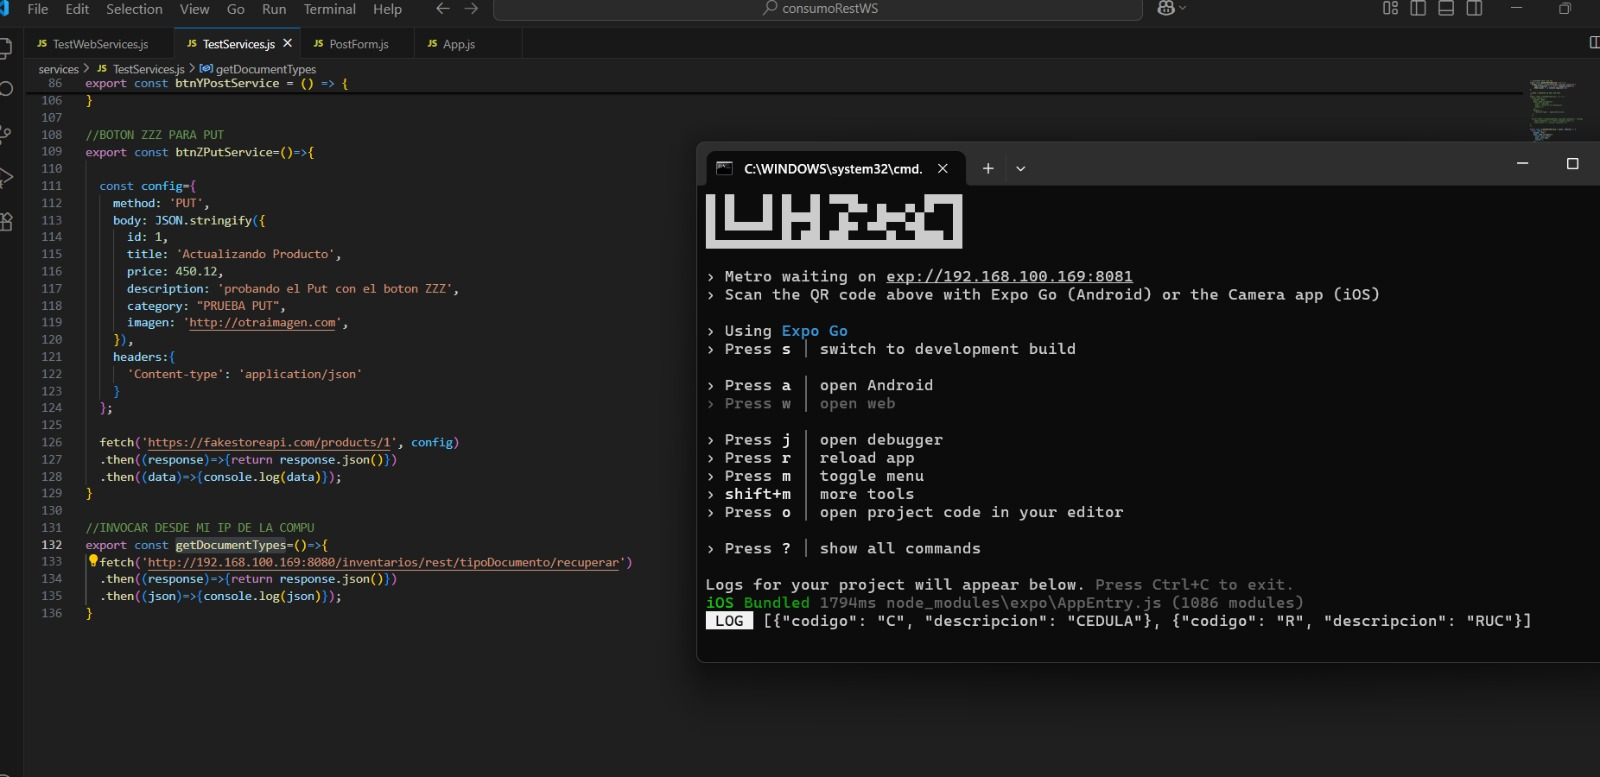 File Edit Selection View Go Run Terminal Help
consumoRestWS
JS TestWebServices.js
JS TestServices.js
JS PostForm.js
JS App.js
services > JS TestServices.js > getDocumentTypes
86 export const btnYPostService = () => {
106 }
107
108 //BOTON ZZZ PARA PUT
109 export const btnZPutService=()=>{
110
111 const config={
112 method: 'PUT',
113 body: JSON.stringify({
114 id: 1,
115 title: 'Actualizando Producto',
116 price: 450.12,
117 description: 'probando el Put con el boton ZZZ',
118 category: "PRUEBA PUT",
119 imagen: 'http://otraimagen.com',
120 }),
121 headers:{
122 'Content-type': 'application/json'
123 }
124 };
125
126 fetch('https://fakestoreapi.com/products/1', config)
127 .then((response)=>{return response.json()})
128 .then((data)=>{console.log(data)});
129 }
130
131 //INVOCAR DESDE MI IP DE LA COMPU
132 export const getDocumentTypes=()=>{
133 fetch('http://192.168.100.169:8080/inventarios/rest/tipoDocumento/recuperar')
134 .then((response)=>{return response.json()})
135 .then((json)=>{console.log(json)});
136 }
C:\WINDOWS\system32\cmd.
› Metro waiting on exp://192.168.100.169:8081
› Scan the QR code above with Expo Go (Android) or the Camera app (iOS)
› Using Expo Go
› Press s │ switch to development build
› Press a │ open Android
› Press w │ open web
› Press j │ open debugger
› Press r │ reload app
› Press m │ toggle menu
› shift+m │ more tools
› Press o │ open project code in your editor
› Press ? │ show all commands
Logs for your project will appear below. Press Ctrl+C to exit.
iOS Bundled 1794ms node_modules\expo\AppEntry.js (1086 modules)
LOG [{"codigo": "C", "descripcion": "CEDULA"}, {"codigo": "R", "descripcion": "RUC"}]